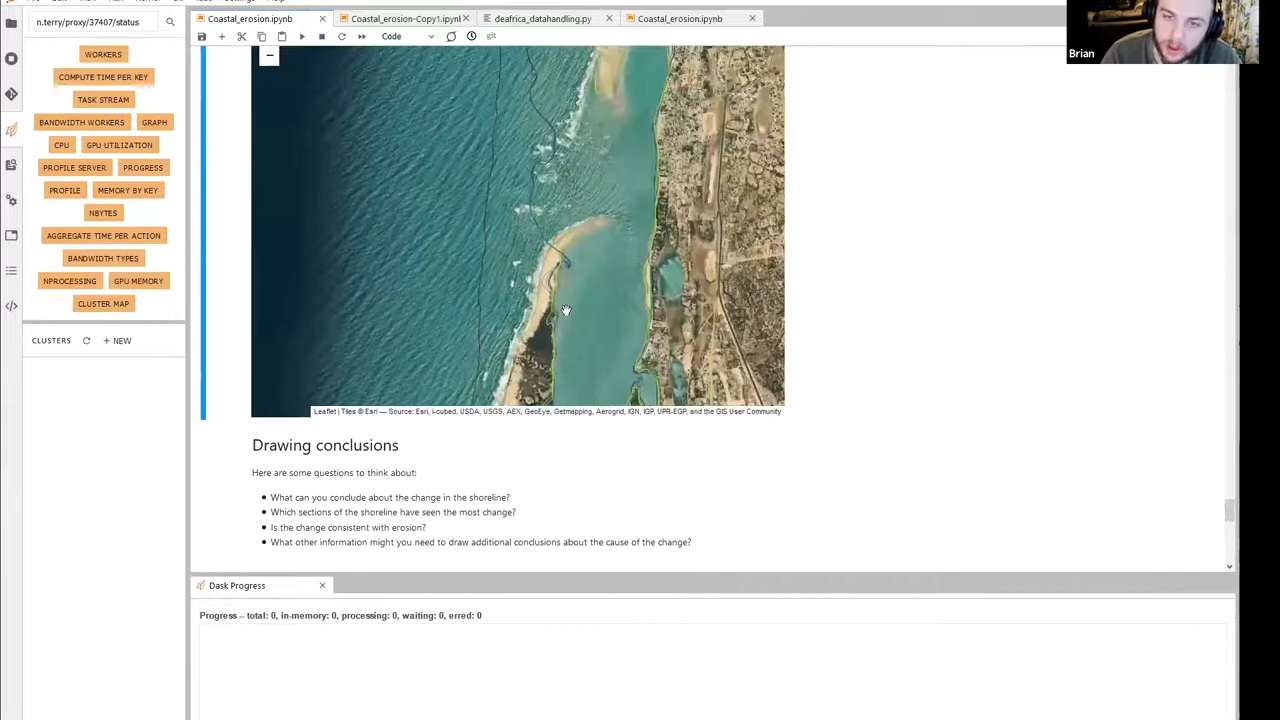 n.terry/proxy/37407/status
WORKERS
COMPUTE TIME PER KEY
TASK STREAM
BANDWIDTH WORKERS GRAPH
CPU GPU UTILIZATION
PROFILE SERVER PROGRESS
PROFILE MEMORY BY KEY
NBYTES
AGGREGATE TIME PER ACTION
BANDWIDTH TYPES
NPROCESSING GPU MEMORY
CLUSTER MAP
CLUSTERS + NEW
Coastal_erosion.ipynb Coastal_erosion-Copy1.ipynb deafrica_datahandling.py Coastal_erosion.ipynb
Code git
Brian
−
Leaflet | Tiles © Esri — Source: Esri, i-cubed, USDA, USGS, AEX, GeoEye, Getmapping, Aerogrid, IGN, IGP, UPR-EGP, and the GIS User Community
Drawing conclusions
Here are some questions to think about:
• What can you conclude about the change in the shoreline?
• Which sections of the shoreline have seen the most change?
• Is the change consistent with erosion?
• What other information might you need to draw additional conclusions about the cause of the change?
Dask Progress
Progress -- total: 0, in-memory: 0, processing: 0, waiting: 0, erred: 0